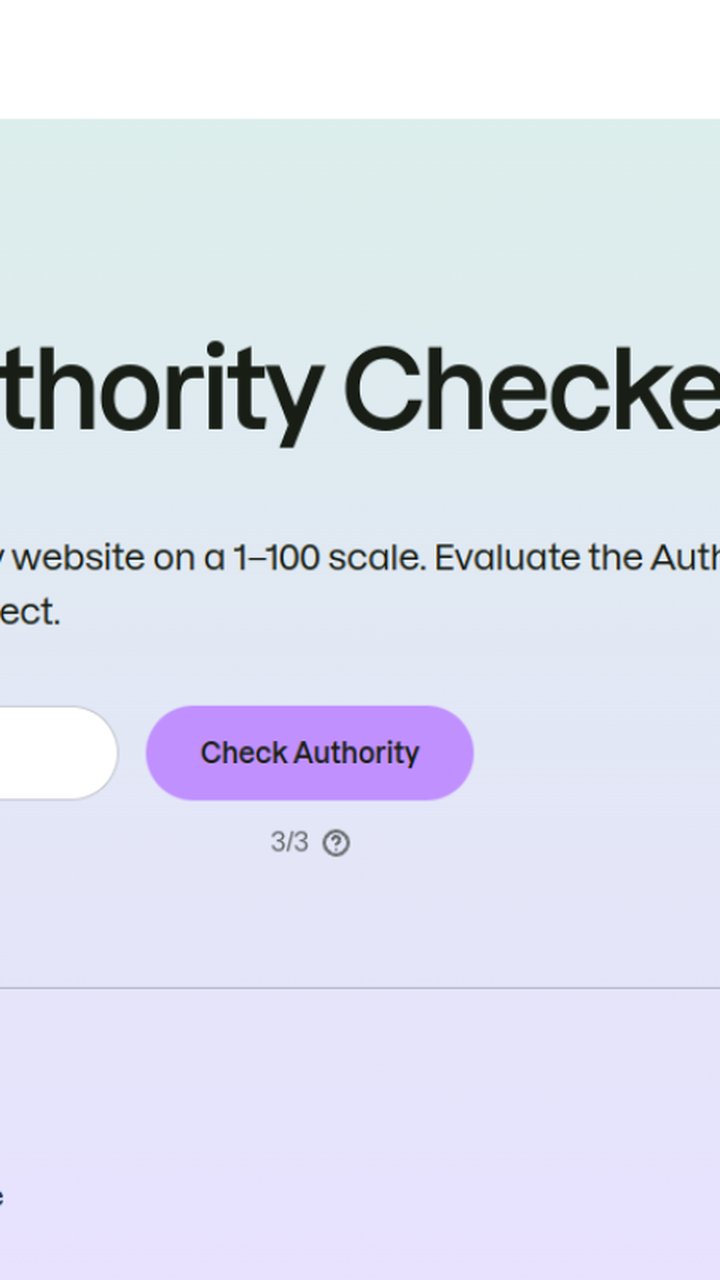 thority Checke
website on a 1–100 scale. Evaluate the Auth
ect.
Check Authority
3/3
e